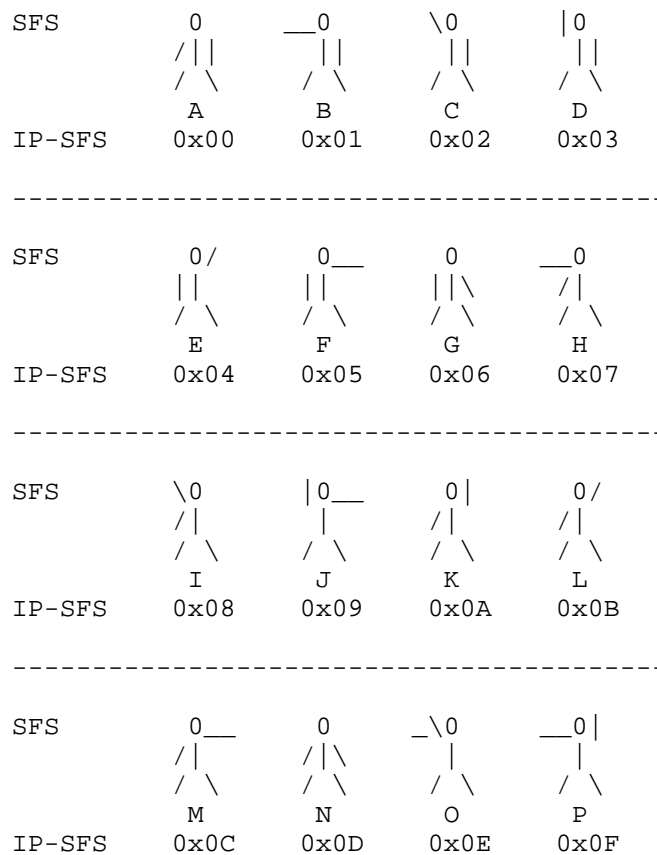 SFS        0      __0      \0      |0
          /||       ||      ||      ||
          / \      / \     / \     / \
           A        B       C       D
IP-SFS    0x00    0x01    0x02    0x03
-----------------------------------------
SFS        0/      0__      0     __0
          ||      ||      ||\      /|
          / \     / \     / \     / \
           E       F       G       H
IP-SFS    0x04    0x05    0x06    0x07
-----------------------------------------
SFS       \0      |0__     0|      0/
          /|       |      /|      /|
          / \     / \     / \     / \
           I       J       K       L
IP-SFS    0x08    0x09    0x0A    0x0B
-----------------------------------------
SFS        0__     0     _\0     __0|
          /|      /|\      |       |
          / \     / \     / \     / \
           M       N       O       P
IP-SFS    0x0C    0x0D    0x0E    0x0F